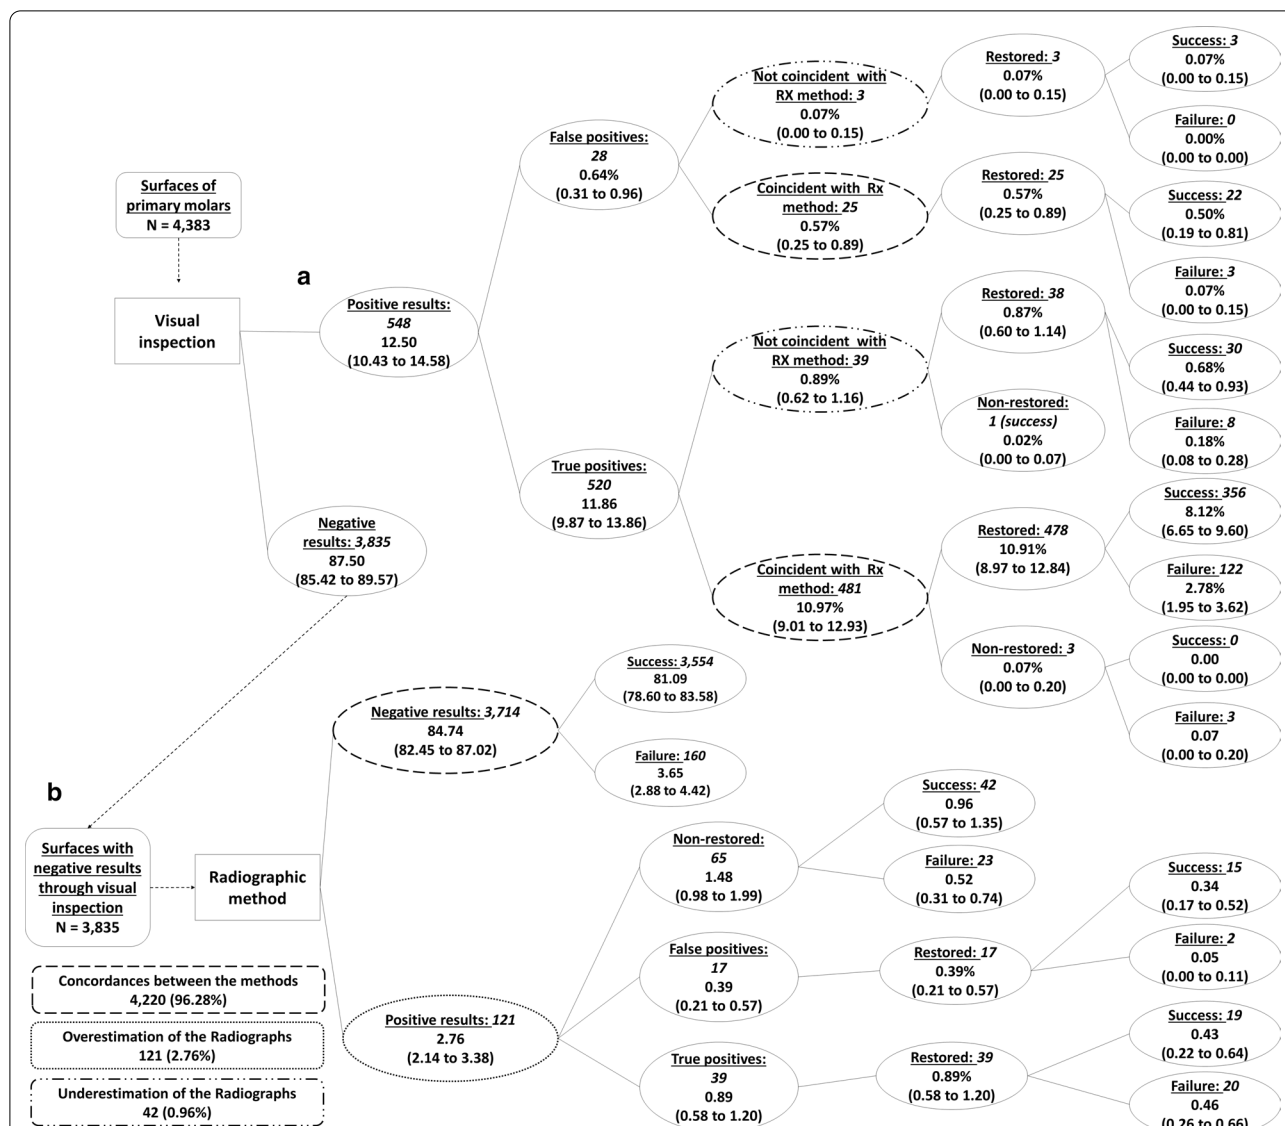 Surfaces of
primary molars
N = 4,383
Visual
inspection
a
Positive results:
548
12.50
(10.43 to 14.58)
Negative
results: 3,835
87.50
(85.42 to 89.57)
False positives:
28
0.64%
(0.31 to 0.96)
True positives:
520
11.86
(9.87 to 13.86)
Not coincident with
RX method: 3
0.07%
(0.00 to 0.15)
Coincident with Rx
method: 25
0.57%
(0.25 to 0.89)
Not coincident with
RX method: 39
0.89%
(0.62 to 1.16)
Coincident with Rx
method: 481
10.97%
(9.01 to 12.93)
Restored: 3
0.07%
(0.00 to 0.15)
Restored: 25
0.57%
(0.25 to 0.89)
Restored: 38
0.87%
(0.60 to 1.14)
Non-restored:
1 (success)
0.02%
(0.00 to 0.07)
Restored: 478
10.91%
(8.97 to 12.84)
Non-restored: 3
0.07%
(0.00 to 0.20)
Success: 3
0.07%
(0.00 to 0.15)
Failure: 0
0.00%
(0.00 to 0.00)
Success: 22
0.50%
(0.19 to 0.81)
Failure: 3
0.07%
(0.00 to 0.15)
Success: 30
0.68%
(0.44 to 0.93)
Failure: 8
0.18%
(0.08 to 0.28)
Success: 356
8.12%
(6.65 to 9.60)
Failure: 122
2.78%
(1.95 to 3.62)
Success: 0
0.00
(0.00 to 0.00)
Failure: 3
0.07
(0.00 to 0.20)
b
Surfaces with
negative results
through visual
inspection
N = 3,835
Radiographic
method
Negative results: 3,714
84.74
(82.45 to 87.02)
Success: 3,554
81.09
(78.60 to 83.58)
Failure: 160
3.65
(2.88 to 4.42)
Positive results: 121
2.76
(2.14 to 3.38)
Non-restored:
65
1.48
(0.98 to 1.99)
False positives:
17
0.39
(0.21 to 0.57)
True positives:
39
0.89
(0.58 to 1.20)
Success: 42
0.96
(0.57 to 1.35)
Failure: 23
0.52
(0.31 to 0.74)
Restored: 17
0.39%
(0.21 to 0.57)
Restored: 39
0.89%
(0.58 to 1.20)
Success: 15
0.34
(0.17 to 0.52)
Failure: 2
0.05
(0.00 to 0.11)
Success: 19
0.43
(0.22 to 0.64)
Failure: 20
0.46
(0.26 to 0.66)
Concordances between the methods
4,220 (96.28%)
Overestimation of the Radiographs
121 (2.76%)
Underestimation of the Radiographs
42 (0.96%)